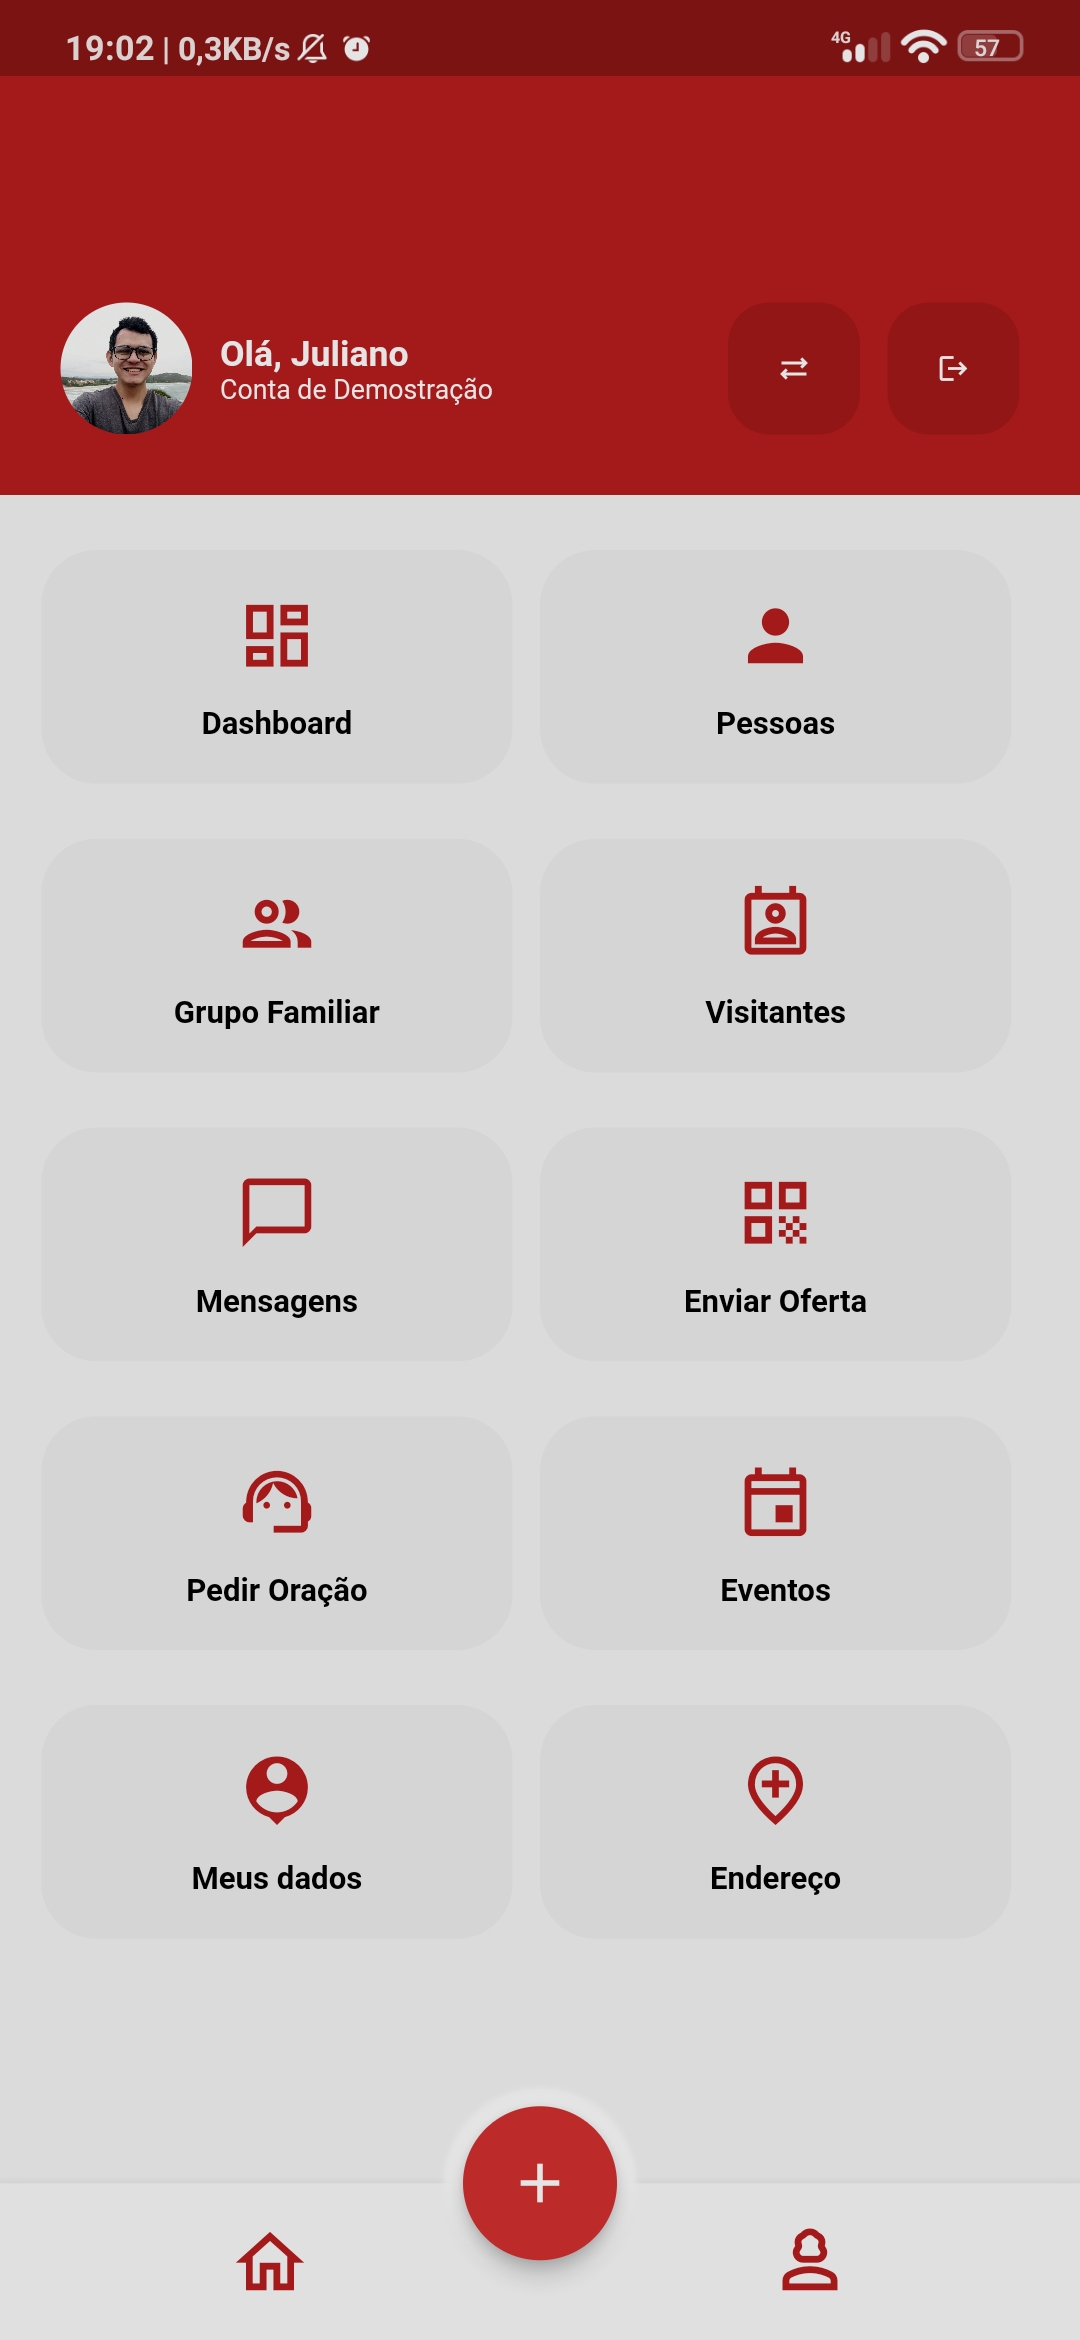 19:02 | 0,3KB/s
4G
57
Olá, Juliano
Conta de Demostração
Dashboard
Pessoas
Grupo Familiar
Visitantes
Mensagens
Enviar Oferta
Pedir Oração
Eventos
Meus dados
Endereço